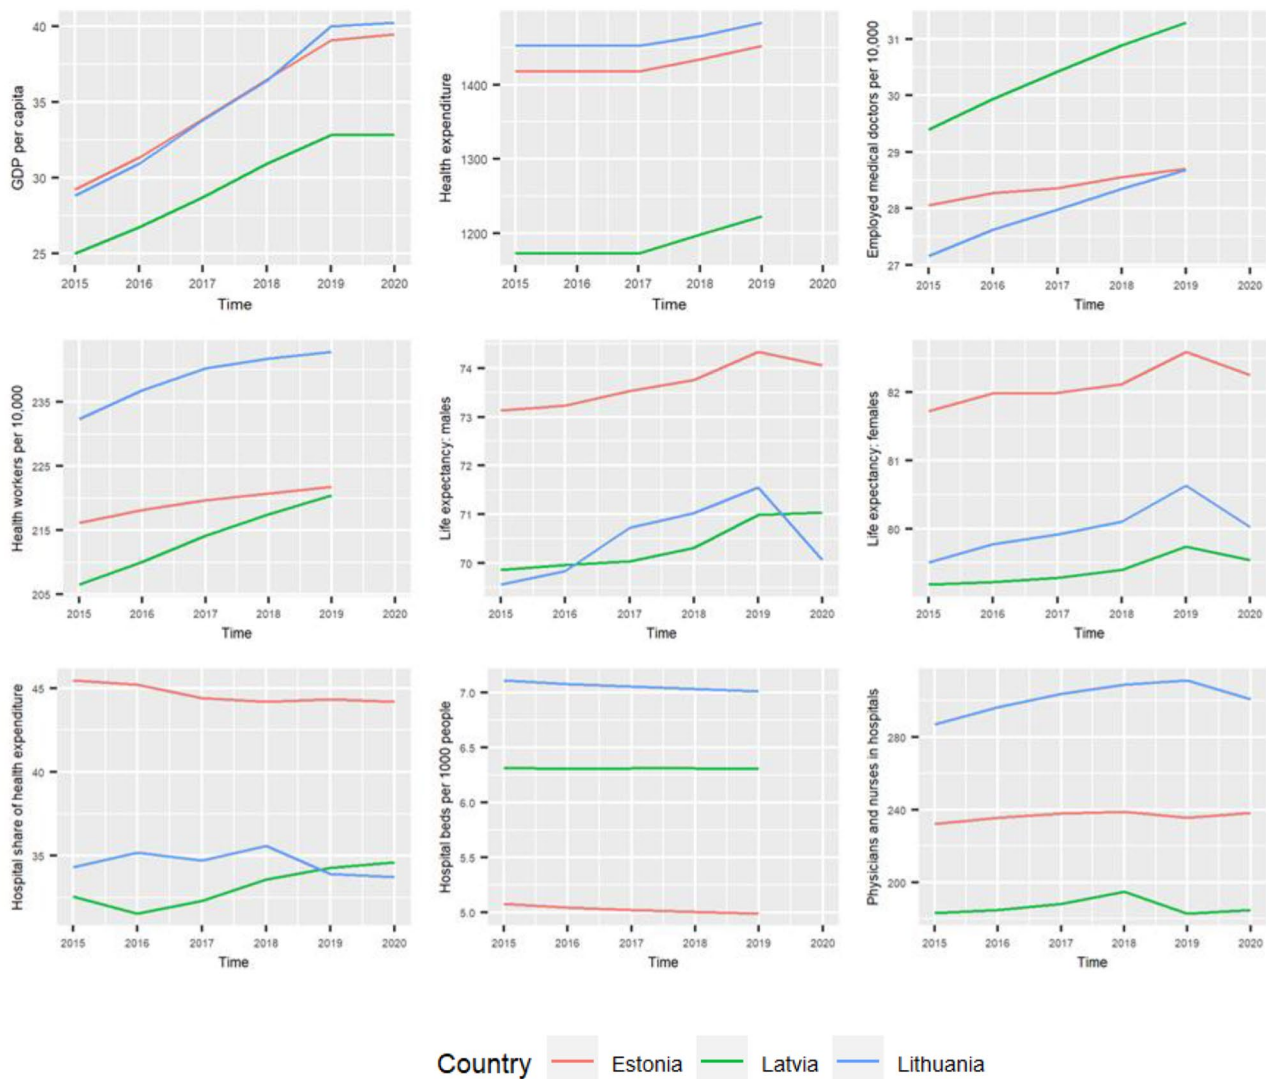 GDP per capita
40
35
30
25
2015 2016 2017 2018 2019 2020
Time
Health expenditure
1400
1300
1200
2015 2016 2017 2018 2019 2020
Time
Employed medical doctors per 10,000
31
30
29
28
27
2015 2016 2017 2018 2019 2020
Time
Health workers per 10,000
235
225
215
205
2015 2016 2017 2018 2019 2020
Time
Life expectancy: males
74
73
72
71
70
2015 2016 2017 2018 2019 2020
Time
Life expectancy: females
82
81
80
2015 2016 2017 2018 2019 2020
Time
Hospital share of health expenditure
45
40
35
2015 2016 2017 2018 2019 2020
Time
Hospital beds per 1000 people
7.0
6.5
6.0
5.5
5.0
2015 2016 2017 2018 2019 2020
Time
Physicians and nurses in hospitals
280
240
200
2015 2016 2017 2018 2019 2020
Time
Country Estonia Latvia Lithuania